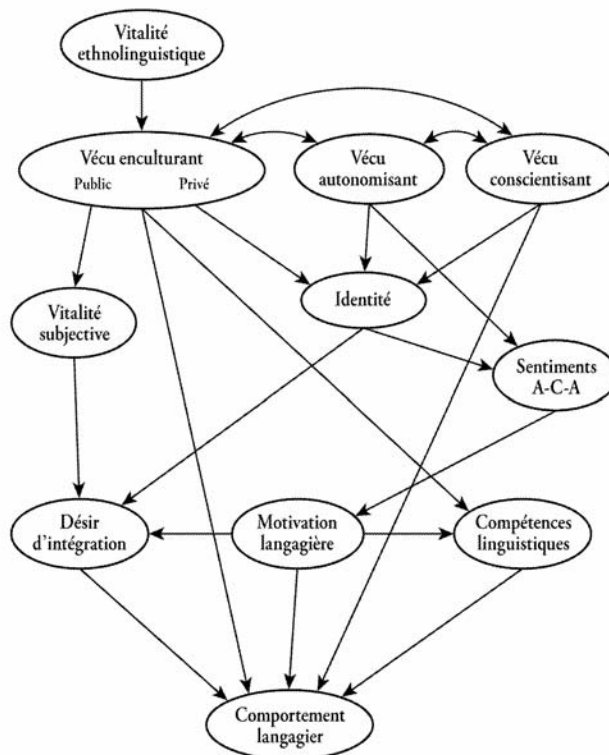 Vitalité
ethnolinguistique
Vécu enculturant
Public Privé
Vécu
autonomisant
Vécu
conscientisant
Vitalité
subjective
Identité
Sentiments
A-C-A
Désir
d'intégration
Motivation
langagière
Compétences
linguistiques
Comportement
langagier